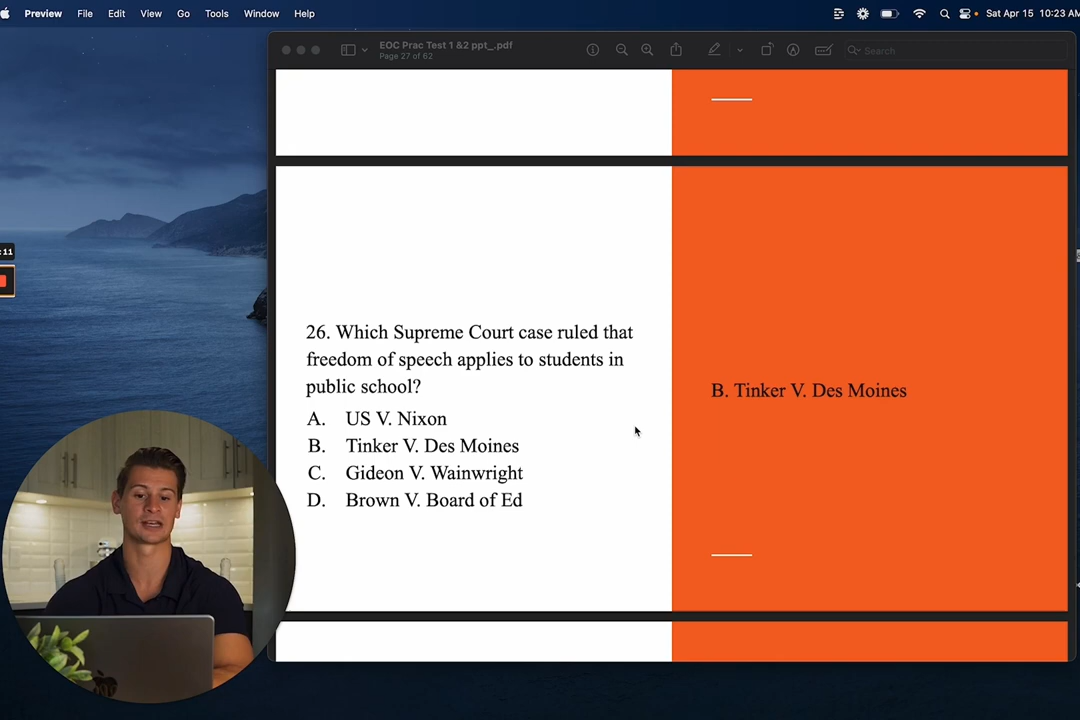 Preview File Edit View Go Tools Window Help
Sat Apr 15 10:23 AM
EOC Prac Test 1 &2 ppt_.pdf
Page 27 of 62
Search
:11
26. Which Supreme Court case ruled that
freedom of speech applies to students in
public school?
A. US V. Nixon
B. Tinker V. Des Moines
C. Gideon V. Wainwright
D. Brown V. Board of Ed
B. Tinker V. Des Moines